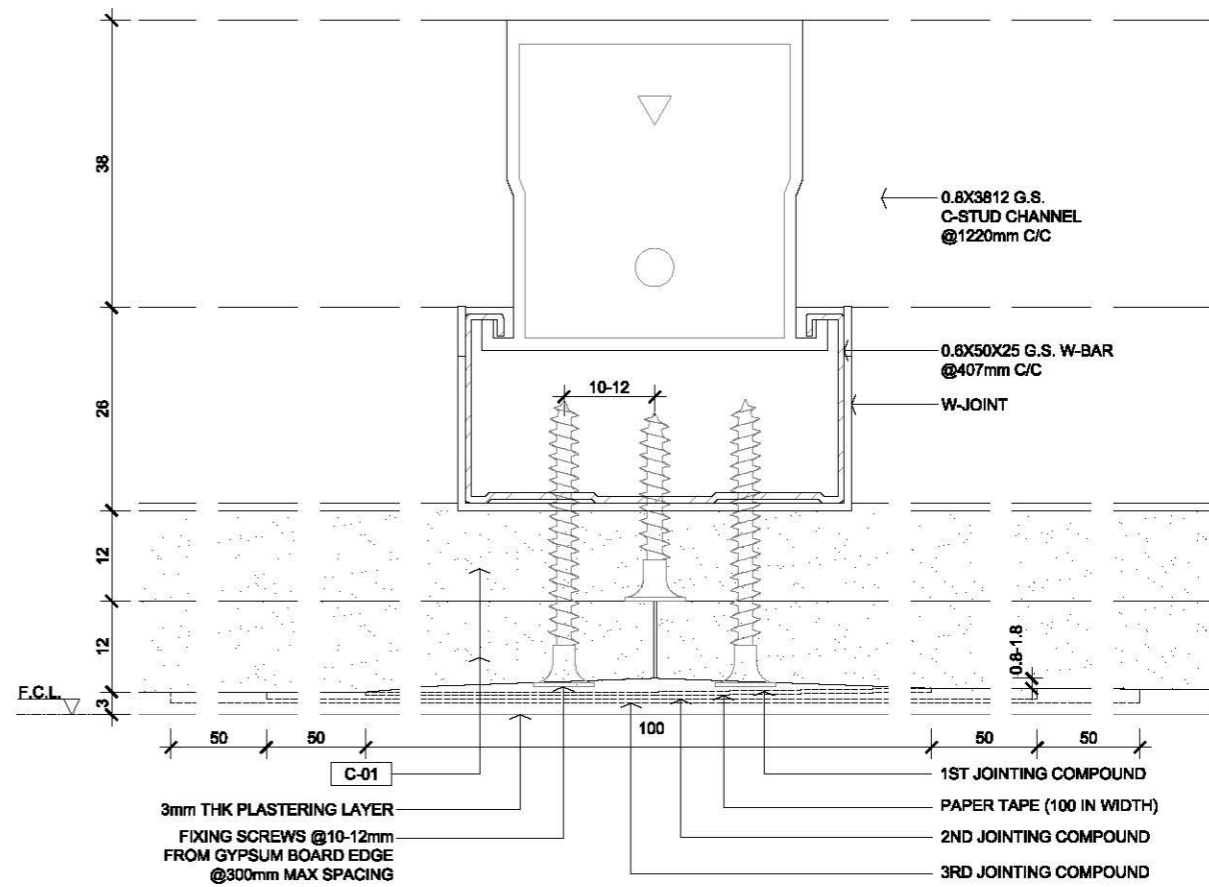 38
0.8X3812 G.S.
C-STUD CHANNEL
@1220mm C/C
0.6X50X25 G.S. W-BAR
@407mm C/C
W-JOINT
10-12
26
12
12
0.8-1.8
F.C.L.
3
50
50
100
50
50
C-01
1ST JOINTING COMPOUND
3mm THK PLASTERING LAYER
PAPER TAPE (100 IN WIDTH)
FIXING SCREWS @10-12mm
FROM GYPSUM BOARD EDGE
@300mm MAX SPACING
2ND JOINTING COMPOUND
3RD JOINTING COMPOUND